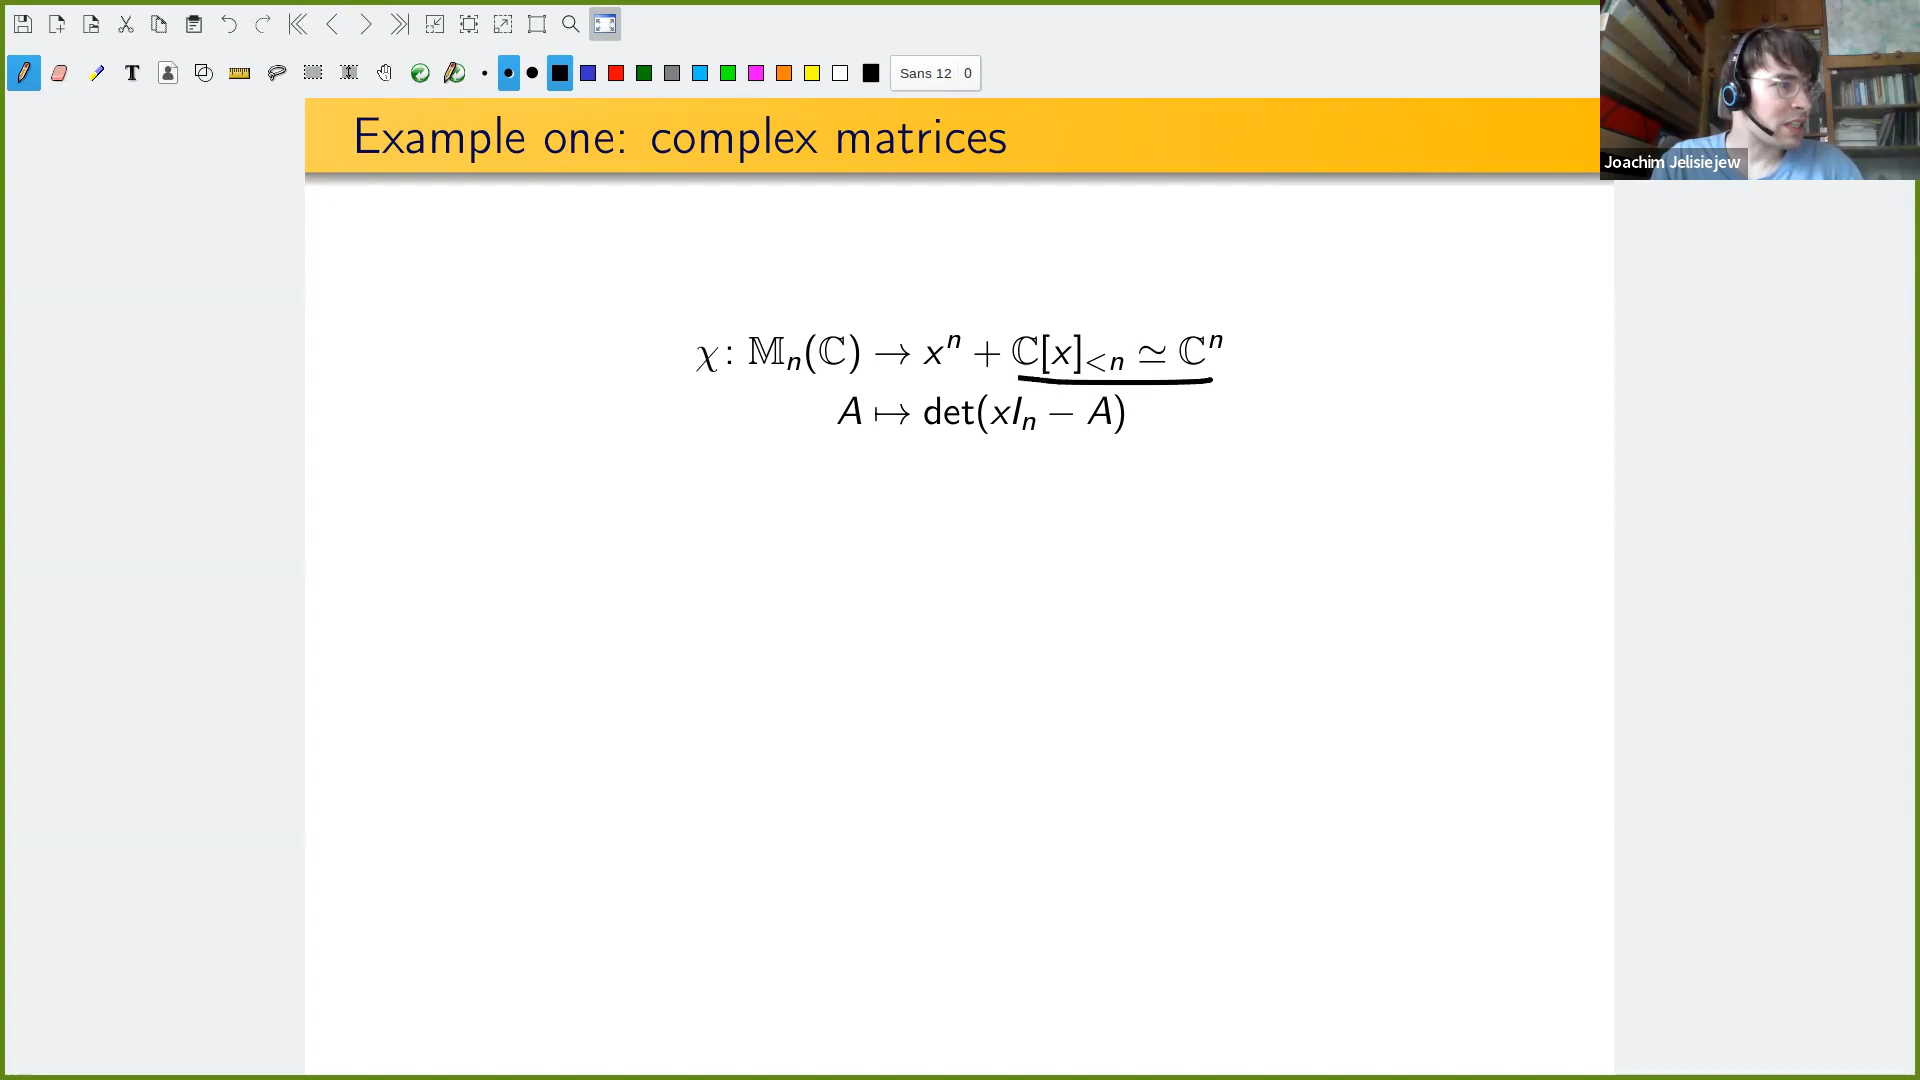 T
Sans 12 0
Example one: complex matrices
Joachim Jelisiejew
χ: 𝕄ₙ(ℂ) → xⁿ + ℂ[x]<ₙ ≃ ℂⁿ
A ↦ det(xIₙ − A)